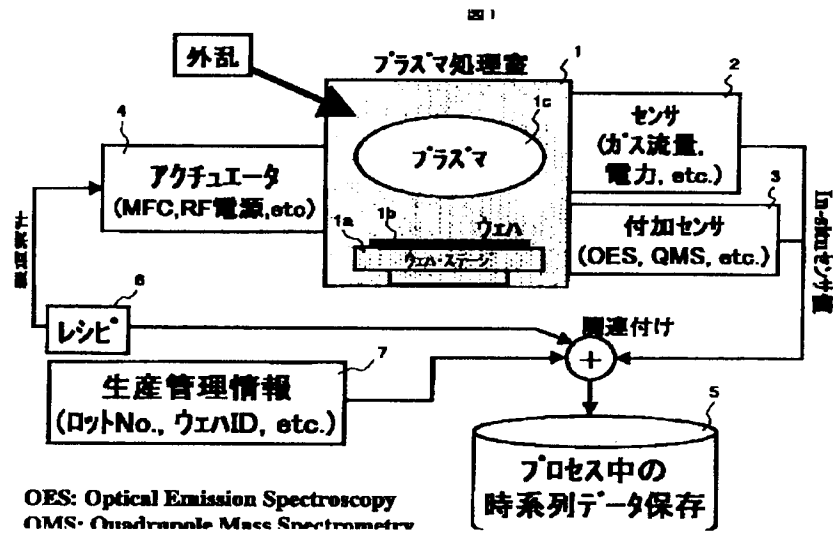 図1
外乱
プラズマ処理室
1
2
センサ
(ガス流量,
電力, etc.)
4
アクチュエータ
(MFC,RF電源,etc)
1c
プラズマ
3
付加センサ
(OES, QMS, etc.)
In-situセンサ値
1a
1b
ウェハ
ウェハ・ステージ
製造条件
6
レシピ
関連付け
+
7
生産管理情報
(ロットNo., ウェハID, etc.)
5
プロセス中の
時系列データ保存
OES: Optical Emission Spectroscopy
QMS: Quadrupole Mass Spectrometry